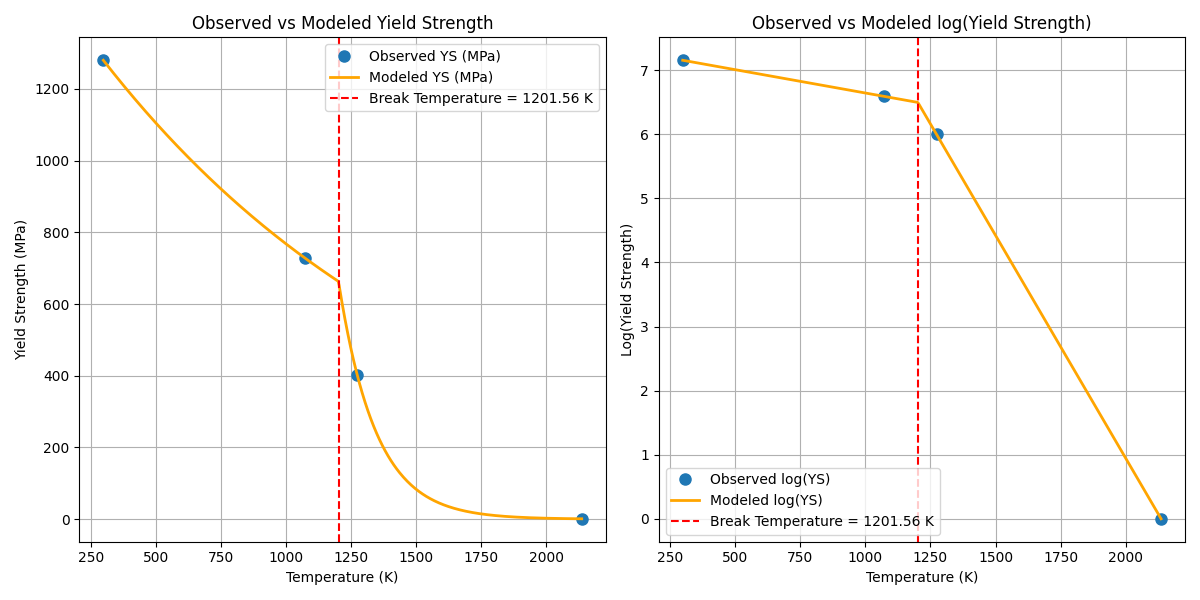 Observed vs Modeled Yield Strength
Observed YS (MPa)
Modeled YS (MPa)
Break Temperature = 1201.56 K
Yield Strength (MPa)
1200
1000
800
600
400
200
0
250 500 750 1000 1250 1500 1750 2000
Temperature (K)
Observed vs Modeled log(Yield Strength)
Log(Yield Strength)
7
6
5
4
3
2
1
0
Observed log(YS)
Modeled log(YS)
Break Temperature = 1201.56 K
250 500 750 1000 1250 1500 1750 2000
Temperature (K)